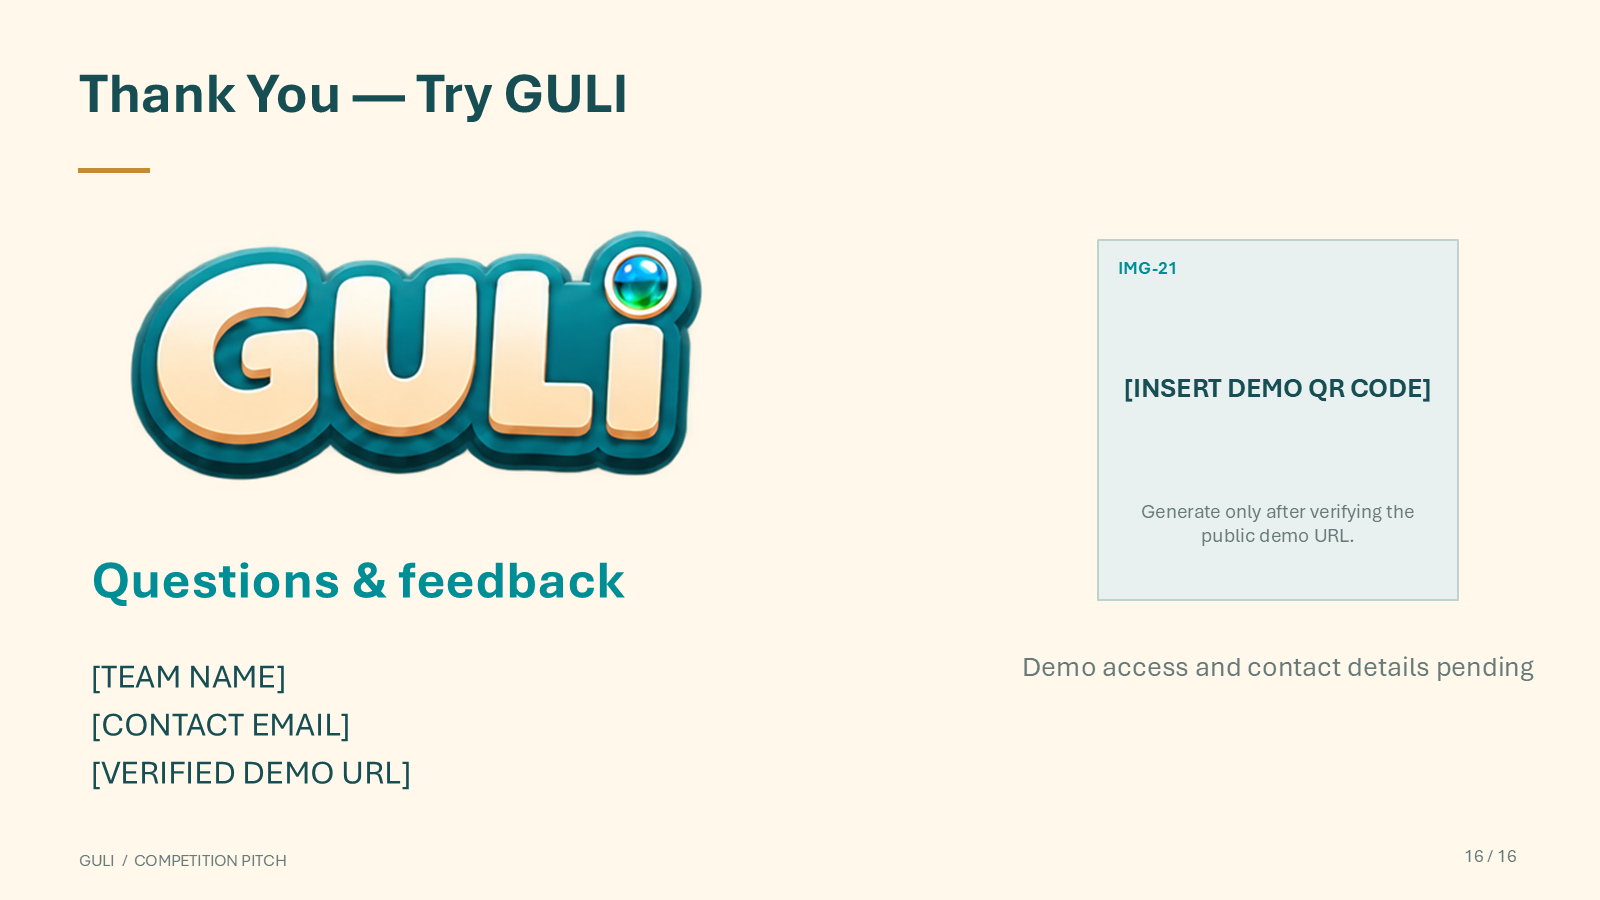 Thank You — Try GULI
GULi
Questions & feedback
[TEAM NAME]
[CONTACT EMAIL]
[VERIFIED DEMO URL]
IMG-21
[INSERT DEMO QR CODE]
Generate only after verifying the
public demo URL.
Demo access and contact details pending
GULI / COMPETITION PITCH
16 / 16